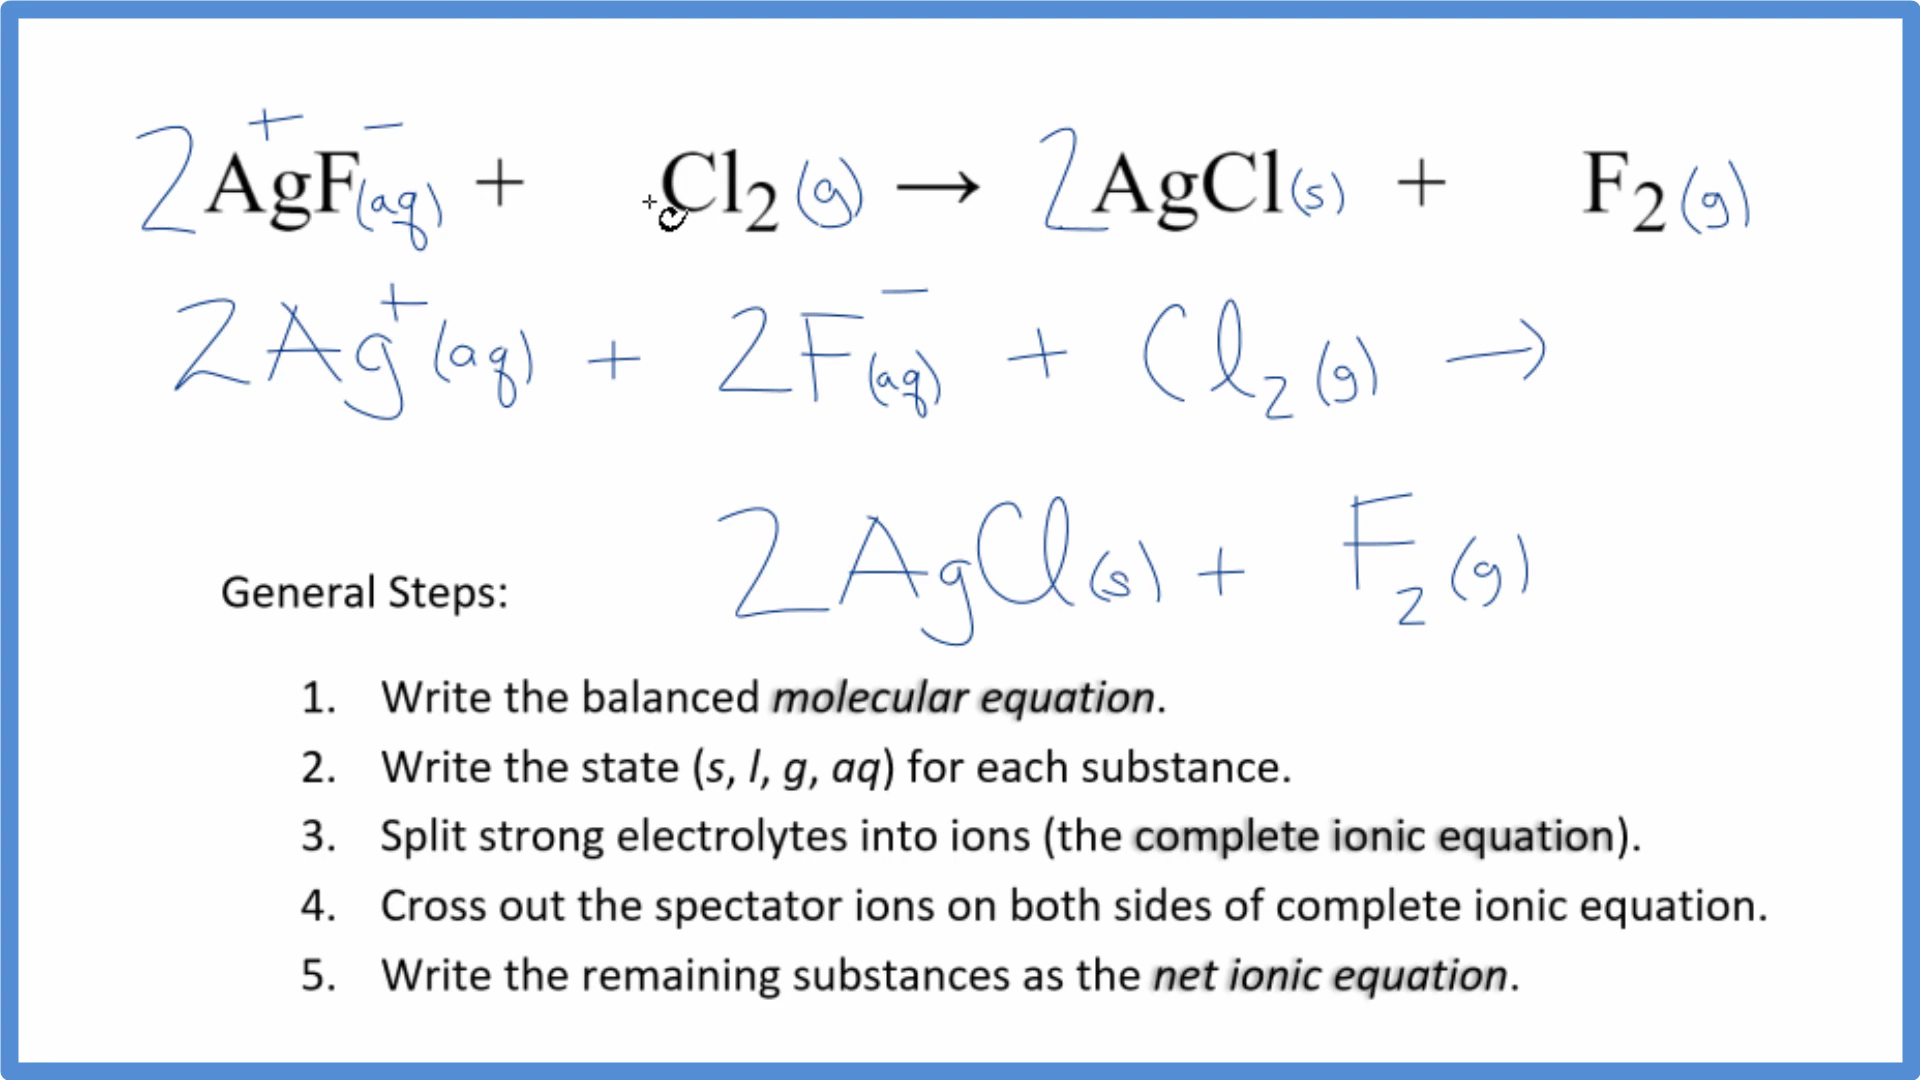 2Ag⁺F⁻(aq) + Cl₂(g) → 2AgCl(s) + F₂(g)
2Ag⁺(aq) + 2F⁻(aq) + Cl₂(g) →
2AgCl(s) + F₂(g)
General Steps:
1. Write the balanced molecular equation.
2. Write the state (s, l, g, aq) for each substance.
3. Split strong electrolytes into ions (the complete ionic equation).
4. Cross out the spectator ions on both sides of complete ionic equation.
5. Write the remaining substances as the net ionic equation.